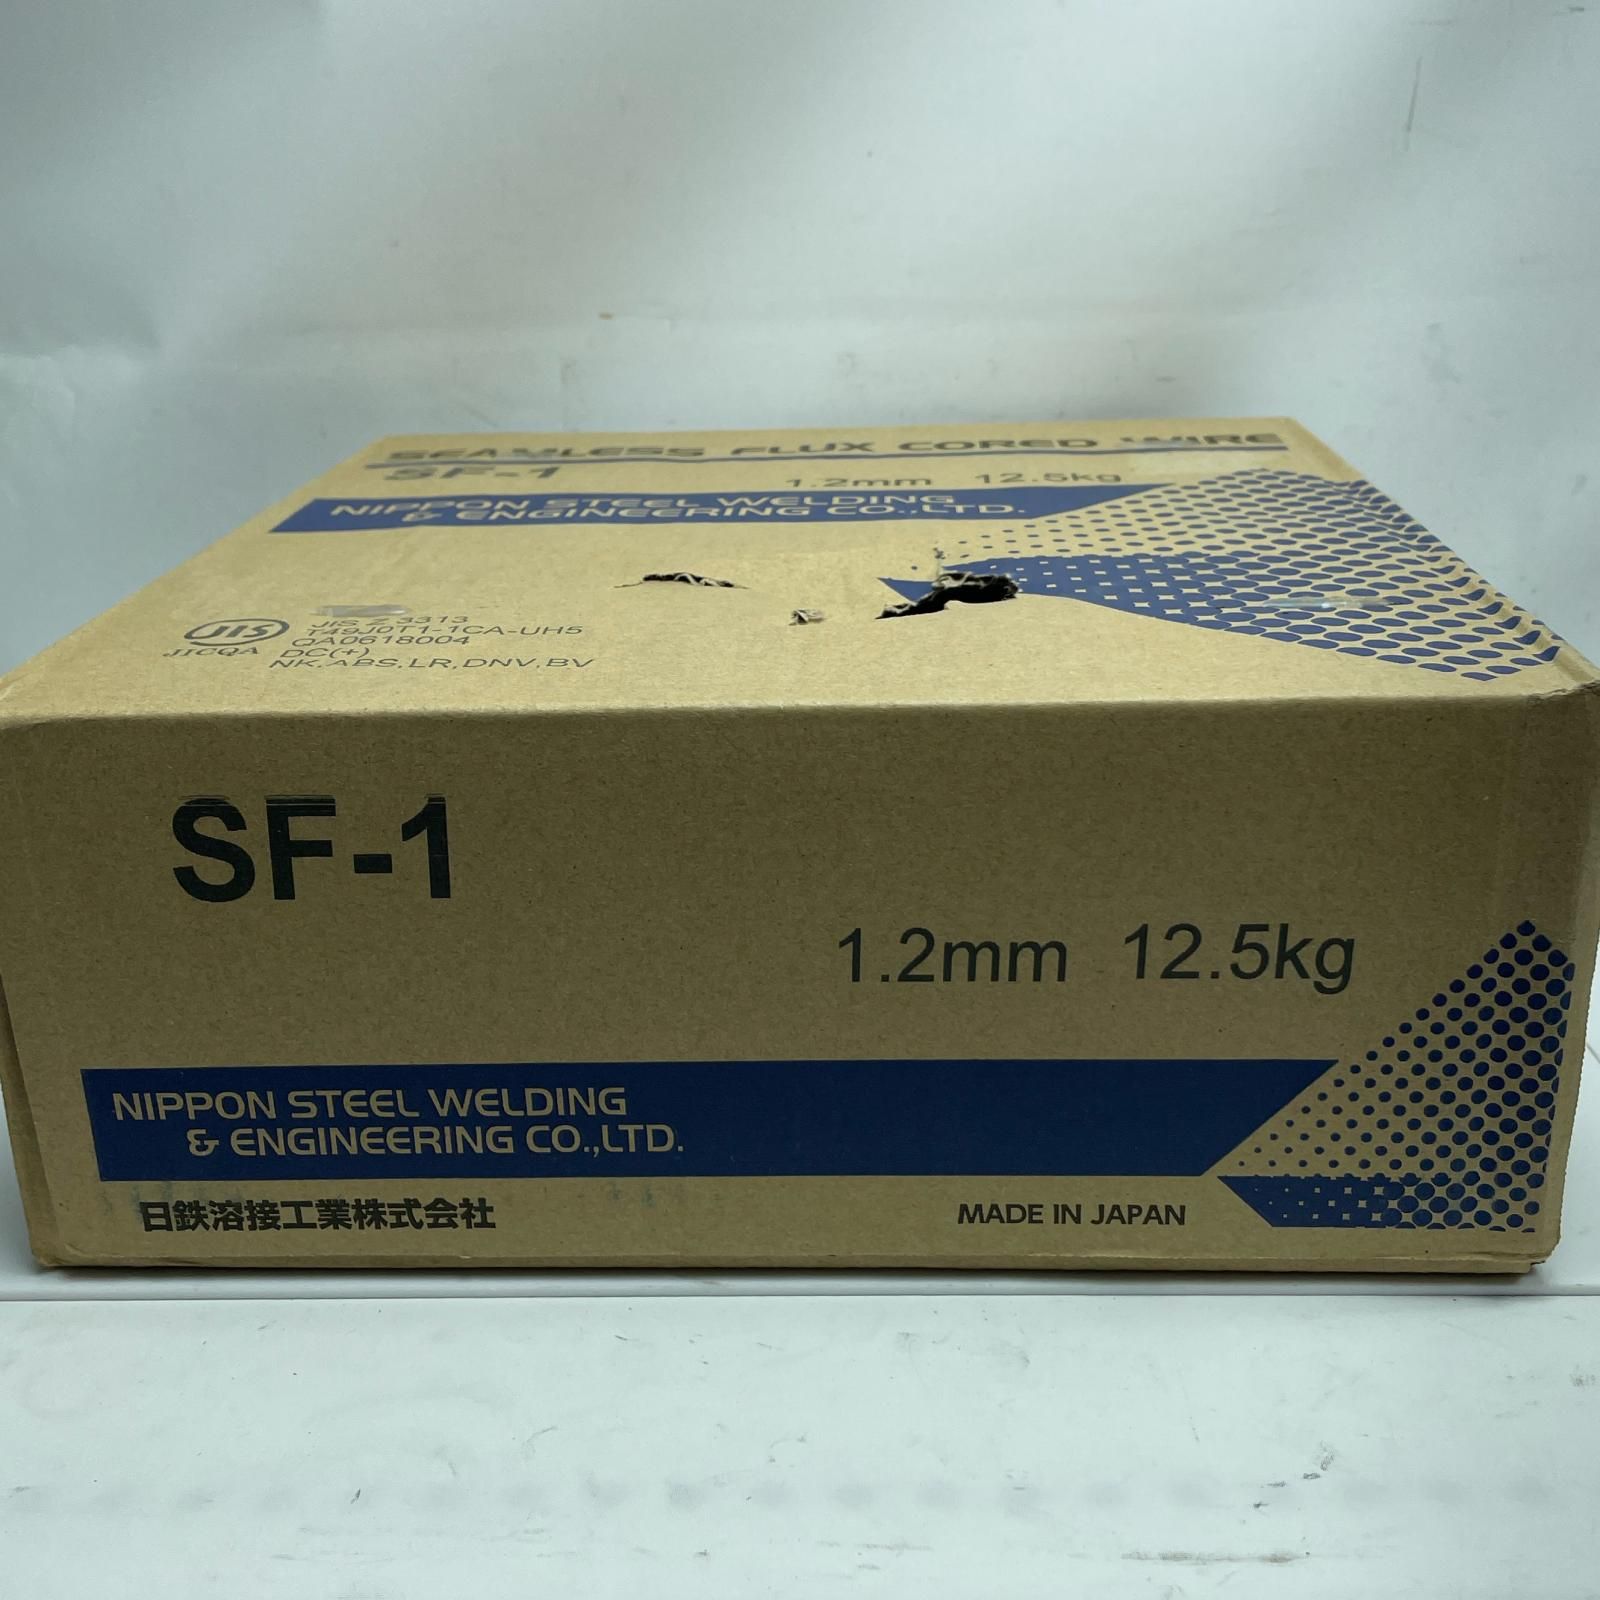 SEAMLESS FLUX CORED WIRE
SF-1 1.2mm 12.5kg
NIPPON STEEL WELDING
& ENGINEERING CO.,LTD.
JIS
JICQA
JIS Z 3313
T49J0T1-1CA-UH5
QA0618004
DC(+)
NK,ABS,LR,DNV,BV
SF-1
1.2mm 12.5kg
NIPPON STEEL WELDING
& ENGINEERING CO.,LTD.
日鉄溶接工業株式会社 MADE IN JAPAN